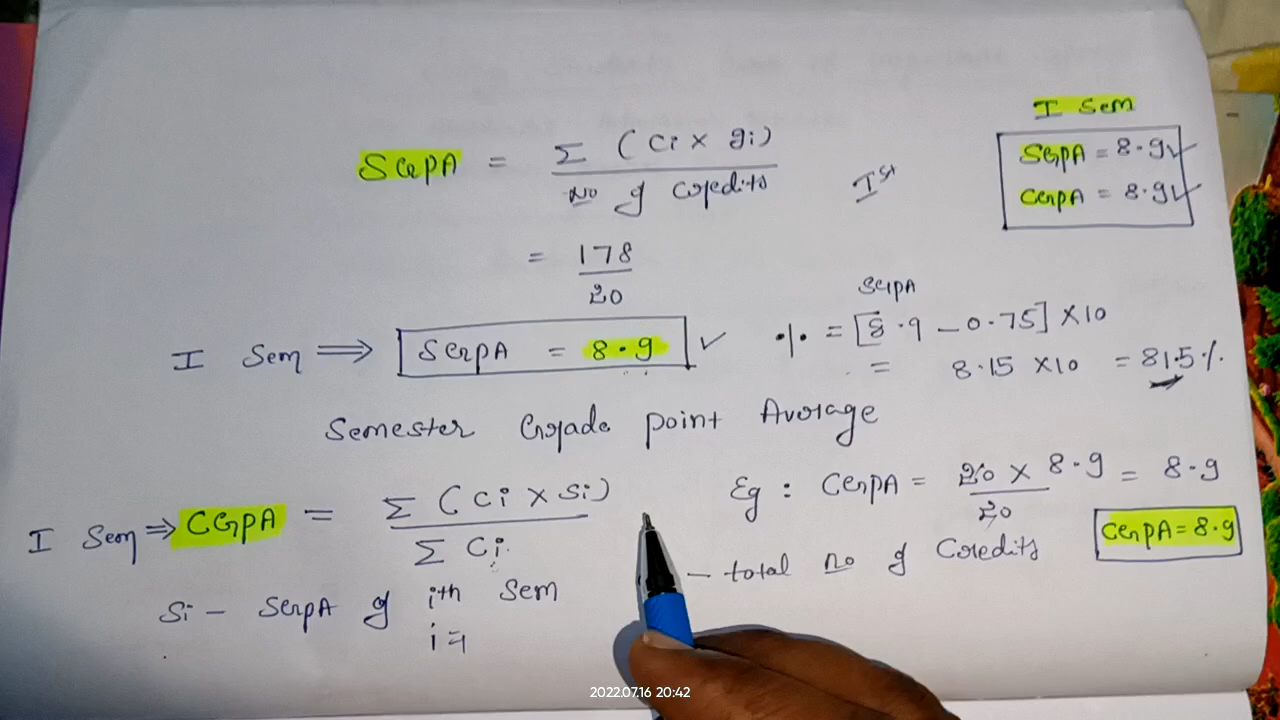 I Sem
SGPA = 8.9 ✓
CGPA = 8.9 ✓
SGPA = Σ (Ci × gi) / No of Credits
Ist
= 178 / 20
I Sem ⇒ SGPA = 8.9 ✓
SGPA
% = [8.9 - 0.75] × 10
= 8.15 × 10 = 81.5%
Semester Grade point Average
I Sem ⇒ CGPA = Σ (Ci × Si) / Σ Ci
Eg : CGPA = 20 × 8.9 / 20 = 8.9
CGPA = 8.9
- total no of Credits
Si - SGPA of ith Sem
i =
2022.07.16 20:42